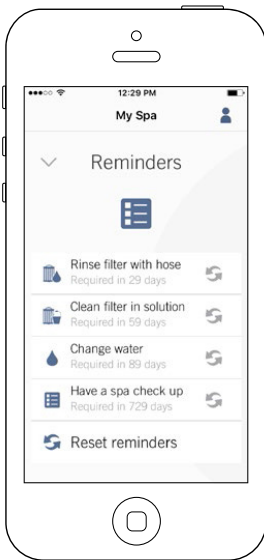 12:29 PM
My Spa
Reminders
Rinse filter with hose
Required in 29 days
Clean filter in solution
Required in 59 days
Change water
Required in 89 days
Have a spa check up
Required in 729 days
Reset reminders